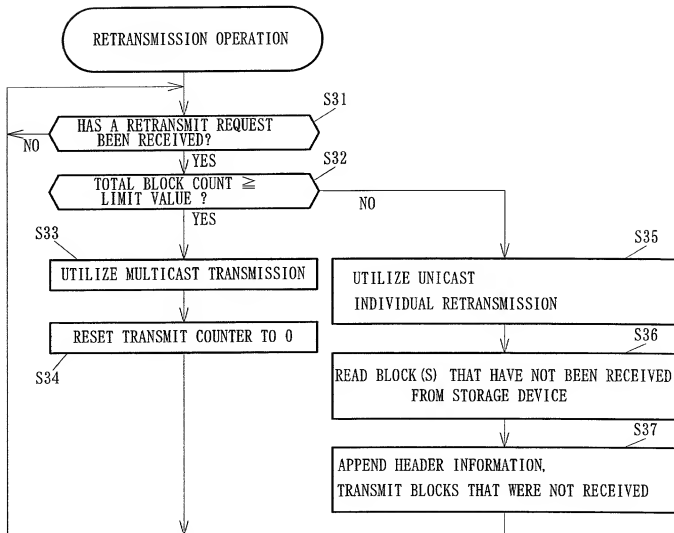 RETRANSMISSION OPERATION
S31
HAS A RETRANSMIT REQUEST
BEEN RECEIVED?
NO
YES
S32
TOTAL BLOCK COUNT ≧
LIMIT VALUE ?
NO
YES
S33
UTILIZE MULTICAST TRANSMISSION
RESET TRANSMIT COUNTER TO 0
S34
S35
UTILIZE UNICAST
INDIVIDUAL RETRANSMISSION
S36
READ BLOCK(S) THAT HAVE NOT BEEN RECEIVED
FROM STORAGE DEVICE
S37
APPEND HEADER INFORMATION,
TRANSMIT BLOCKS THAT WERE NOT RECEIVED